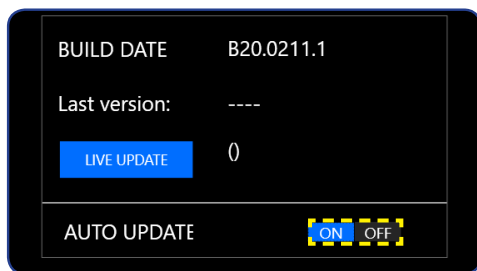 BUILD DATE B20.0211.1
Last version: ----
LIVE UPDATE ()
AUTO UPDATE ON OFF